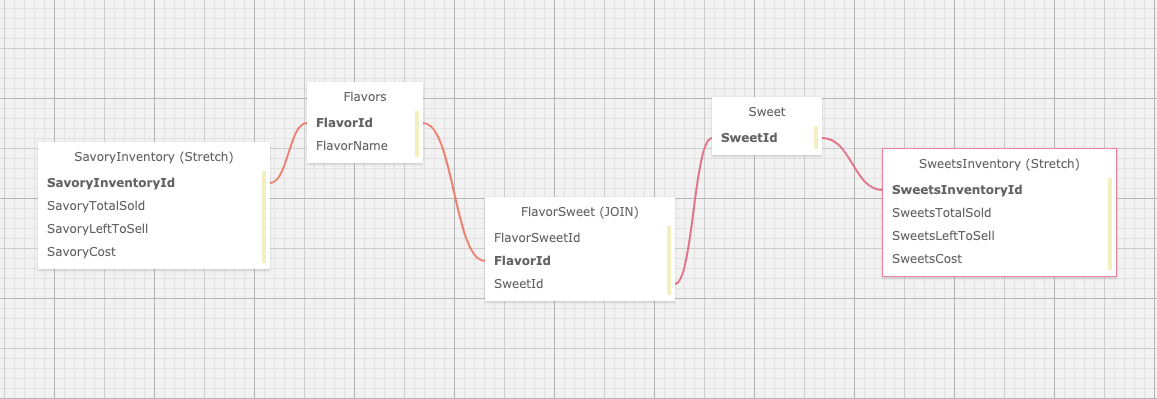 SavoryInventory (Stretch)
SavoryInventoryId
SavoryTotalSold
SavoryLeftToSell
SavoryCost
Flavors
FlavorId
FlavorName
FlavorSweet (JOIN)
FlavorSweetId
FlavorId
SweetId
Sweet
SweetId
SweetsInventory (Stretch)
SweetsInventoryId
SweetsTotalSold
SweetsLeftToSell
SweetsCost